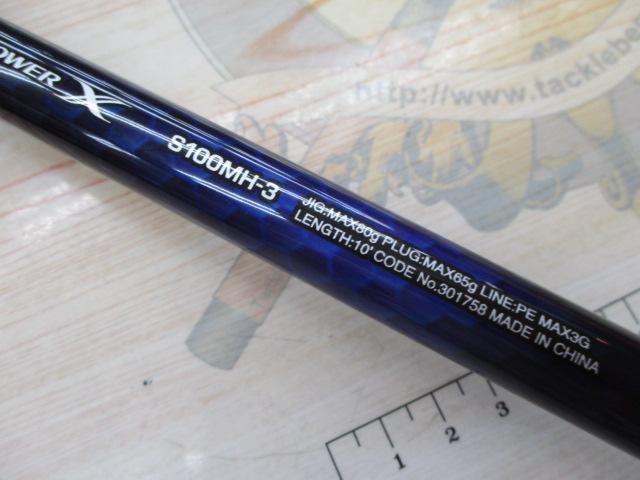 POWER X
S100MH-3
JIG:MAX80g PLUG:MAX65g LINE:PE MAX3G
LENGTH:10' CODE No.301758 MADE IN CHINA
http://www.tacklebe
1 2 3